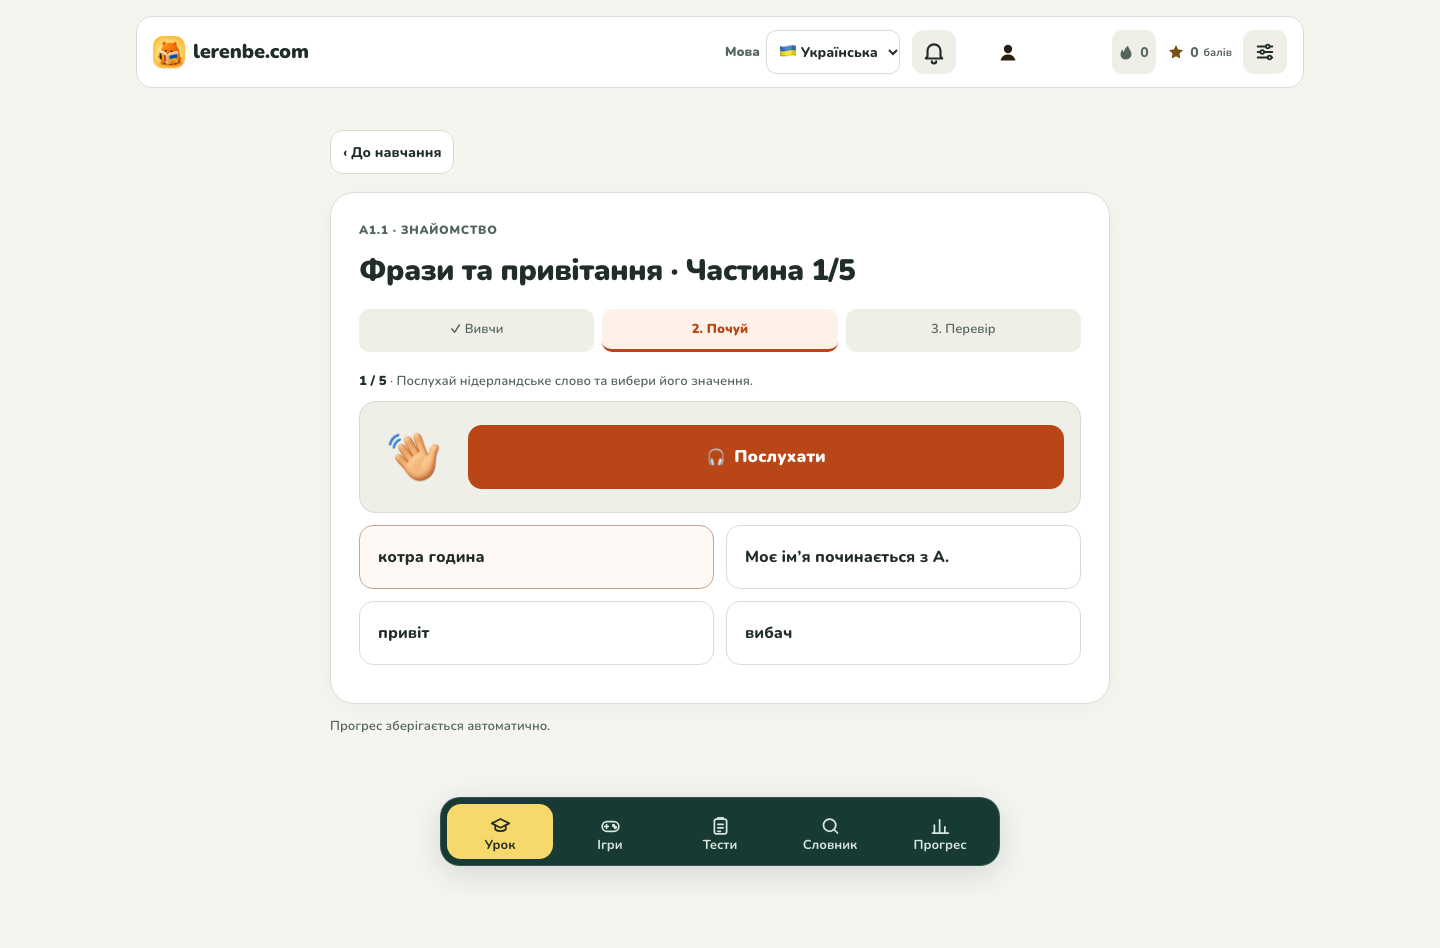 lerenbe.com
Мова
Українська
0
0 балів
‹ До навчання
A1.1 · ЗНАЙОМСТВО
Фрази та привітання · Частина 1/5
✓ Вивчи
2. Почуй
3. Перевір
1 / 5 · Послухай нідерландське слово та вибери його значення.
Послухати
котра година
Моє ім’я починається з А.
привіт
вибач
Прогрес зберігається автоматично.
Урок
Ігри
Тести
Словник
Прогрес